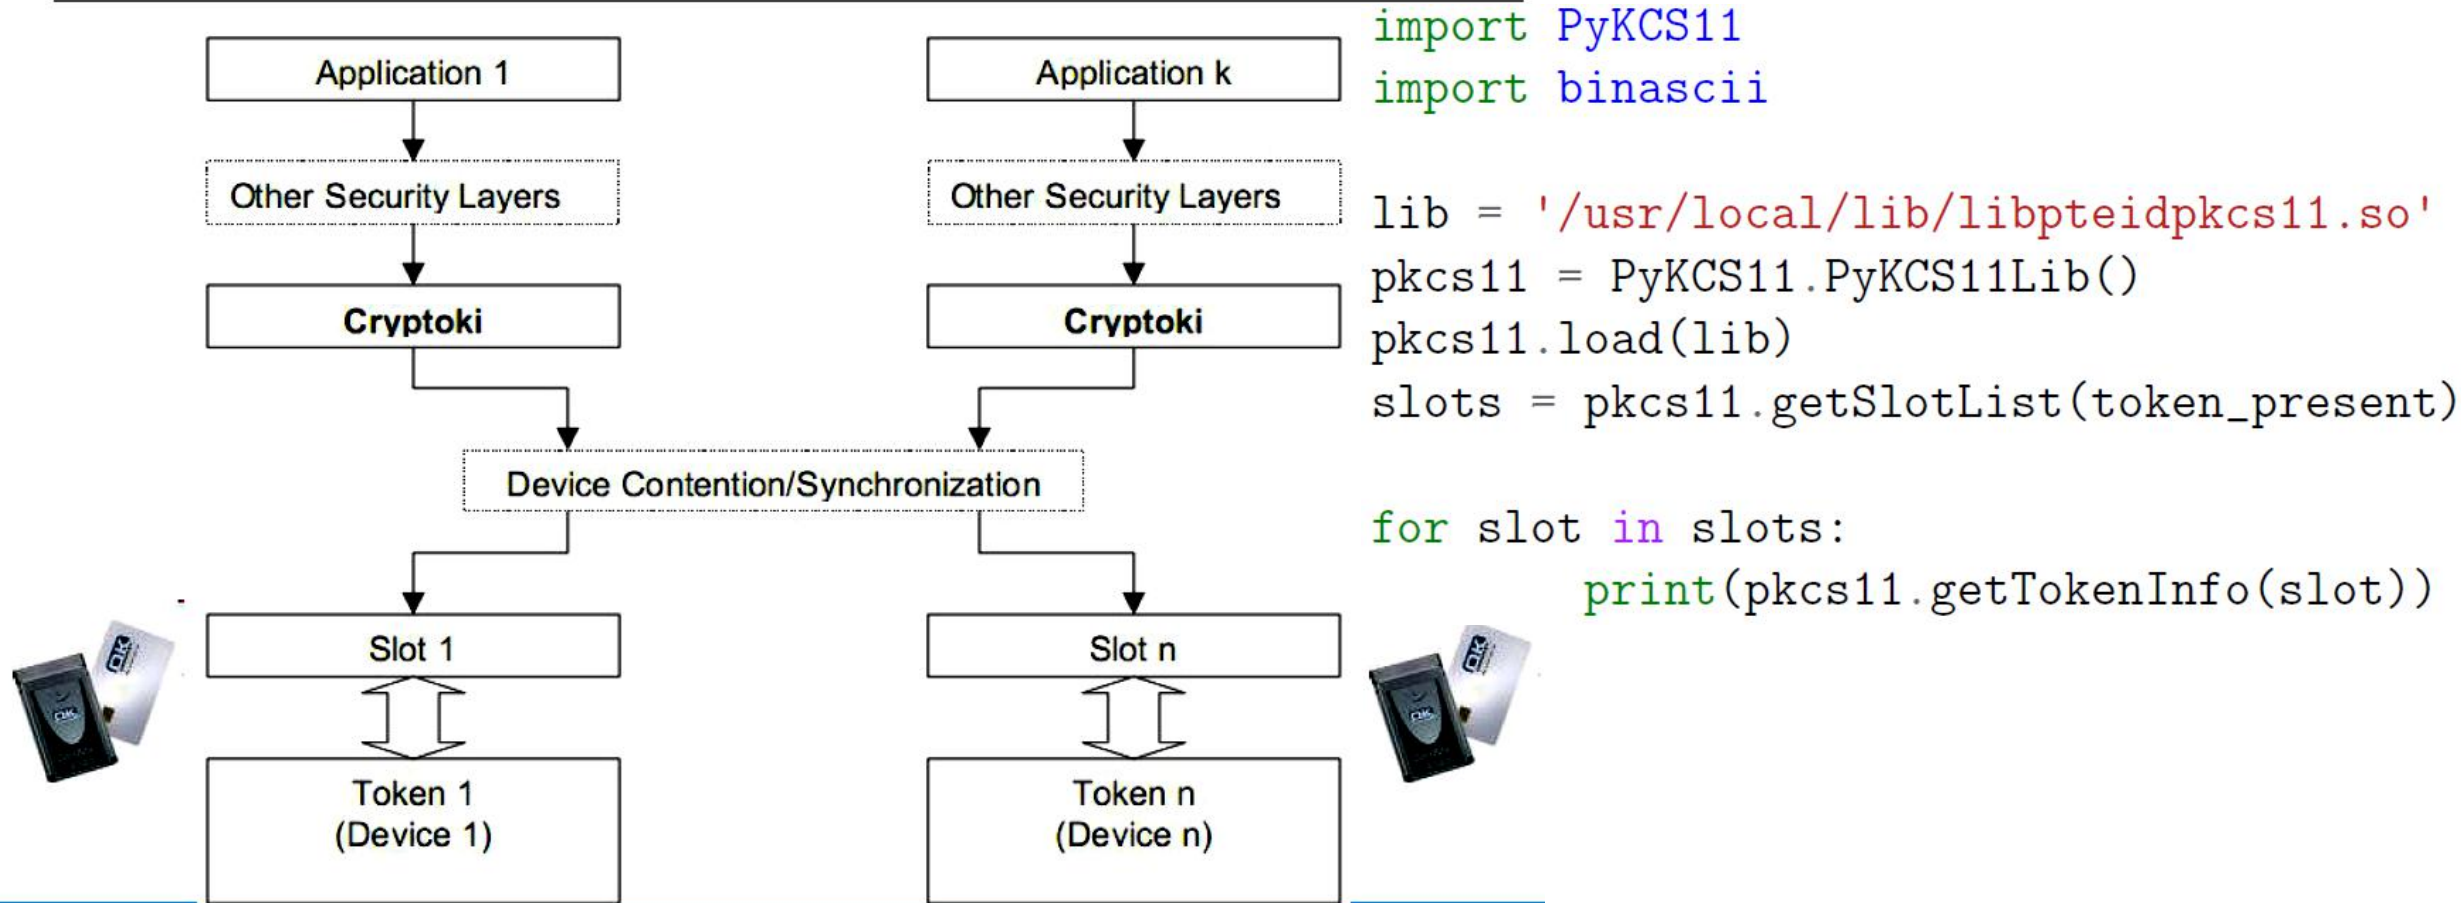 Application 1
Application k
Other Security Layers
Other Security Layers
Cryptoki
Cryptoki
Device Contention/Synchronization
Slot 1
Slot n
Token 1
(Device 1)
Token n
(Device n)
import PyKCS11
import binascii
lib = '/usr/local/lib/libpteidpkcs11.so'
pkcs11 = PyKCS11.PyKCS11Lib()
pkcs11.load(lib)
slots = pkcs11.getSlotList(token_present)
for slot in slots:
print(pkcs11.getTokenInfo(slot))